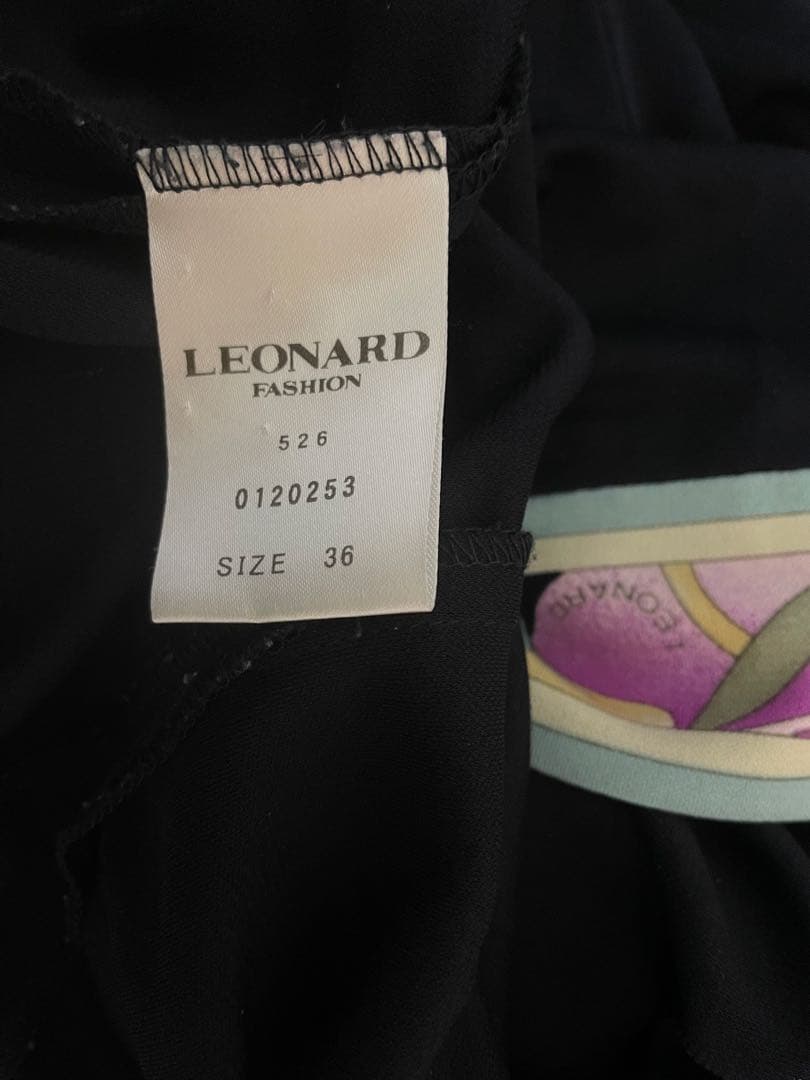 LEONARD
FASHION
526
0120253
SIZE 36
LEONARD